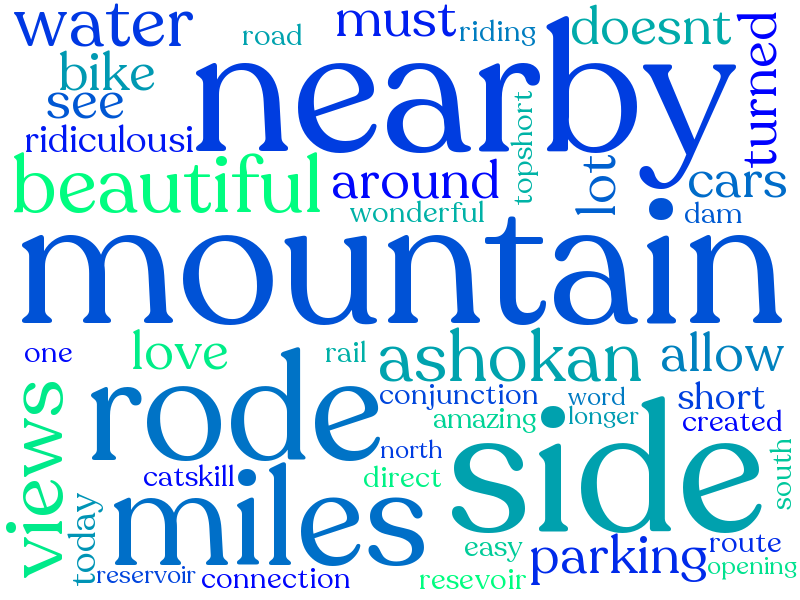 water
road
must
riding
doesnt
turned
bike
see
nearby
ridiculousi
topshort
lot
cars
beautiful
around
wonderful
dam
mountain
one
love
rail
ashokan
allow
views
rode
conjunction
word
short
amazing
longer
created
north
side
catskill
direct
south
miles
today
easy
parking
route
reservoir
connection
resevoir
opening